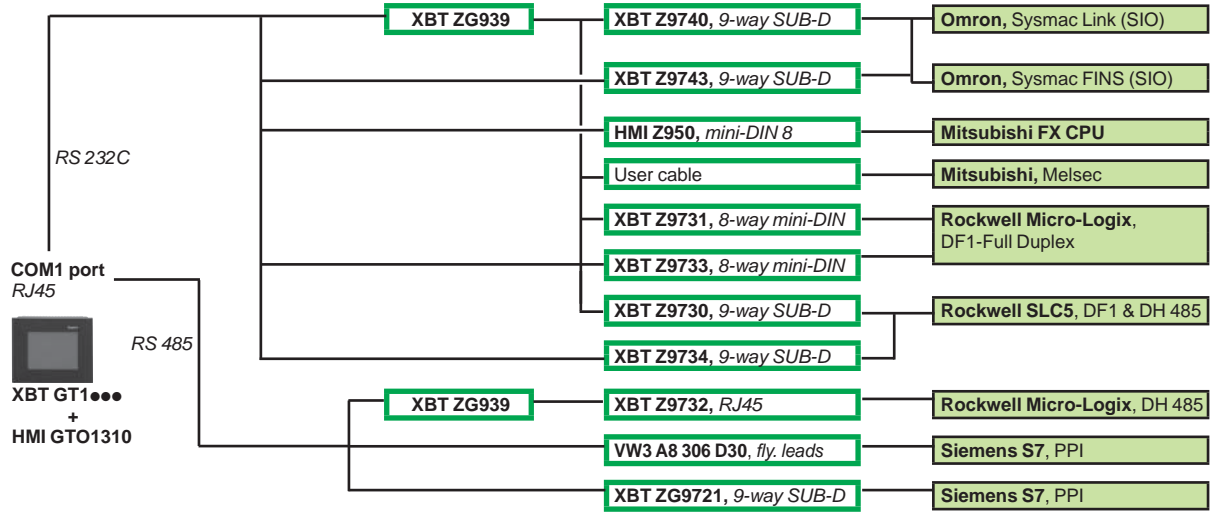 XBT ZG939
XBT Z9740, 9-way SUB-D
Omron, Sysmac Link (SIO)
XBT Z9743, 9-way SUB-D
Omron, Sysmac FINS (SIO)
HMI Z950, mini-DIN 8
Mitsubishi FX CPU
RS 232C
User cable
Mitsubishi, Melsec
XBT Z9731, 8-way mini-DIN
Rockwell Micro-Logix,
DF1-Full Duplex
XBT Z9733, 8-way mini-DIN
COM1 port
RJ45
XBT Z9730, 9-way SUB-D
Rockwell SLC5, DF1 & DH 485
RS 485
XBT Z9734, 9-way SUB-D
XBT GT1●●●
+
HMI GTO1310
XBT ZG939
XBT Z9732, RJ45
Rockwell Micro-Logix, DH 485
VW3 A8 306 D30, fly. leads
Siemens S7, PPI
XBT ZG9721, 9-way SUB-D
Siemens S7, PPI